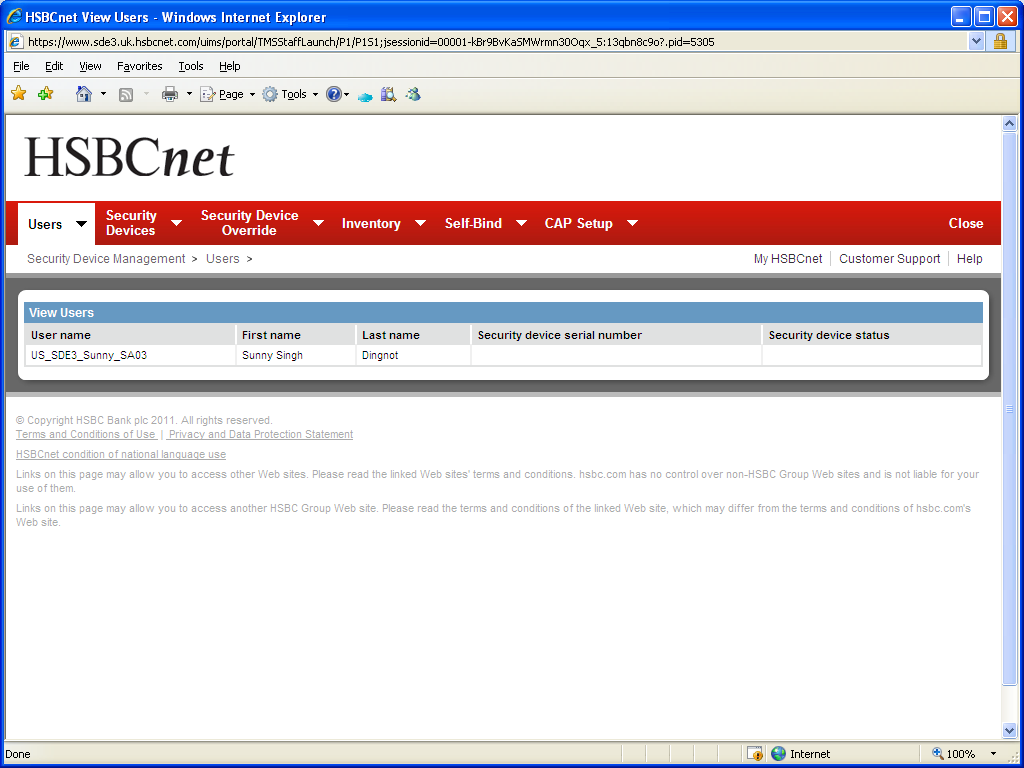 HSBCnet View Users - Windows Internet Explorer
https://www.sde3.uk.hsbcnet.com/uims/portal/TMSStaffLaunch/P1/P1S1;jsessionid=00001-kBr9BvKaSMWrmn30Oqx_5:13qbn8c9o?.pid=5305
File Edit View Favorites Tools Help
Page Tools
HSBCnet
Users Security Devices Security Device Override Inventory Self-Bind CAP Setup Close
Security Device Management > Users > My HSBCnet Customer Support Help
View Users
User name First name Last name Security device serial number Security device status
US_SDE3_Sunny_SA03 Sunny Singh Dingnot
© Copyright HSBC Bank plc 2011. All rights reserved.
Terms and Conditions of Use | Privacy and Data Protection Statement
HSBCnet condition of national language use
Links on this page may allow you to access other Web sites. Please read the linked Web sites' terms and conditions. hsbc.com has no control over non-HSBC Group Web sites and is not liable for your
use of them.
Links on this page may allow you to access another HSBC Group Web site. Please read the terms and conditions of the linked Web site, which may differ from the terms and conditions of hsbc.com's
Web site.
Done Internet 100%